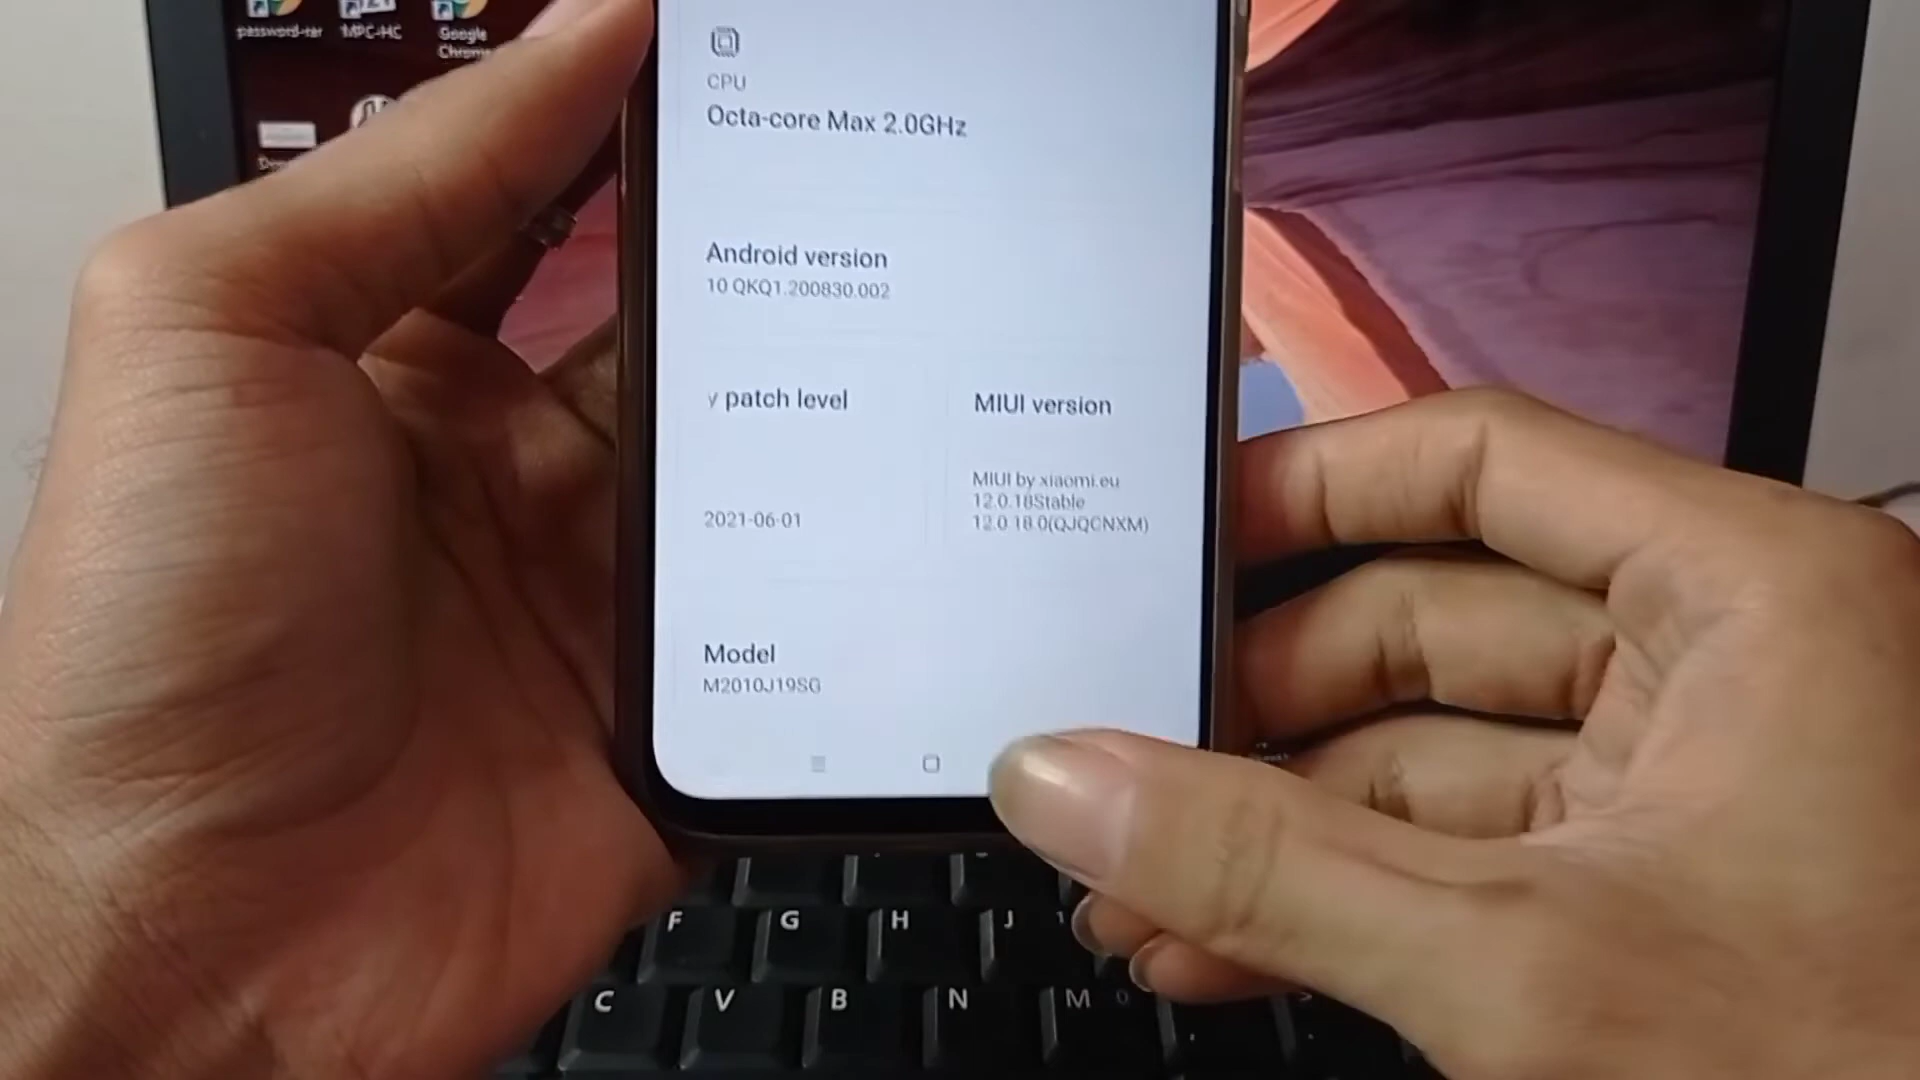 password-rar
MPC-HC
Google
Chrome
CPU
Octa-core Max 2.0GHz
Android version
10 QKQ1.200830.002
y patch level
MIUI version
MIUI by xiaomi.eu
12.0.18Stable
12.0.18.0(QJQCNXM)
2021-06-01
Model
M2010J19SG
F G H J 1
C V B N M 0